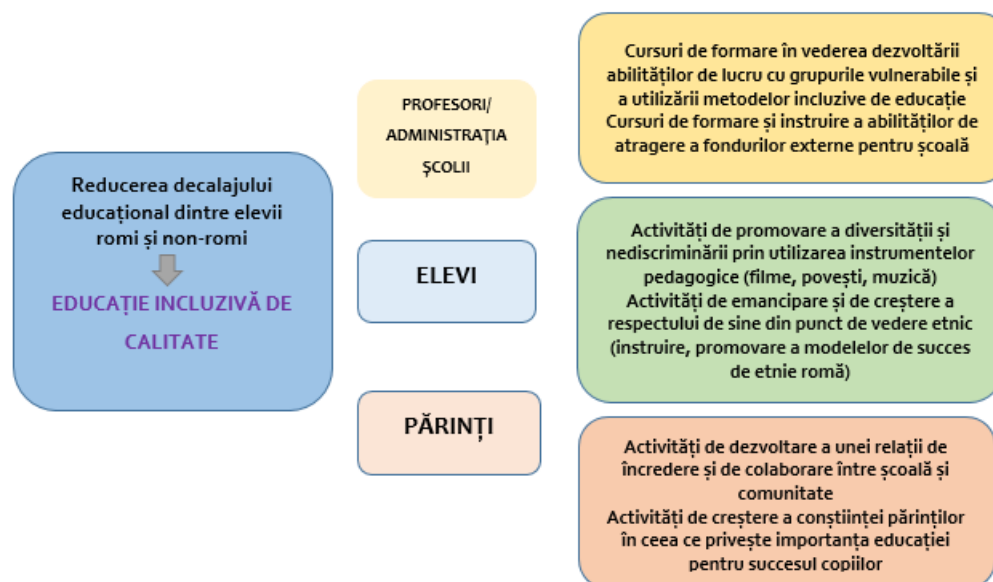 Reducerea decalajului
educațional dintre elevii
romi și non-romi
EDUCAȚIE INCLUZIVĂ DE
CALITATE
PROFESORI/
ADMINISTRAŢIA
ŞCOLII
Cursuri de formare în vederea dezvoltării
abilităților de lucru cu grupurile vulnerabile și
a utilizării metodelor incluzive de educație
Cursuri de formare și instruire a abilităților de
atragere a fondurilor externe pentru școală
ELEVI
Activități de promovare a diversității și
nediscriminării prin utilizarea instrumentelor
pedagogice (filme, povești, muzică)
Activități de emancipare și de creștere a
respectului de sine din punct de vedere etnic
(instruire, promovare a modelelor de succes
de etnie romă)
PĂRINȚI
Activități de dezvoltare a unei relații de
încredere și de colaborare între școală și
comunitate
Activități de creștere a conștiinței părinților
în ceea ce privește importanța educației
pentru succesul copiilor